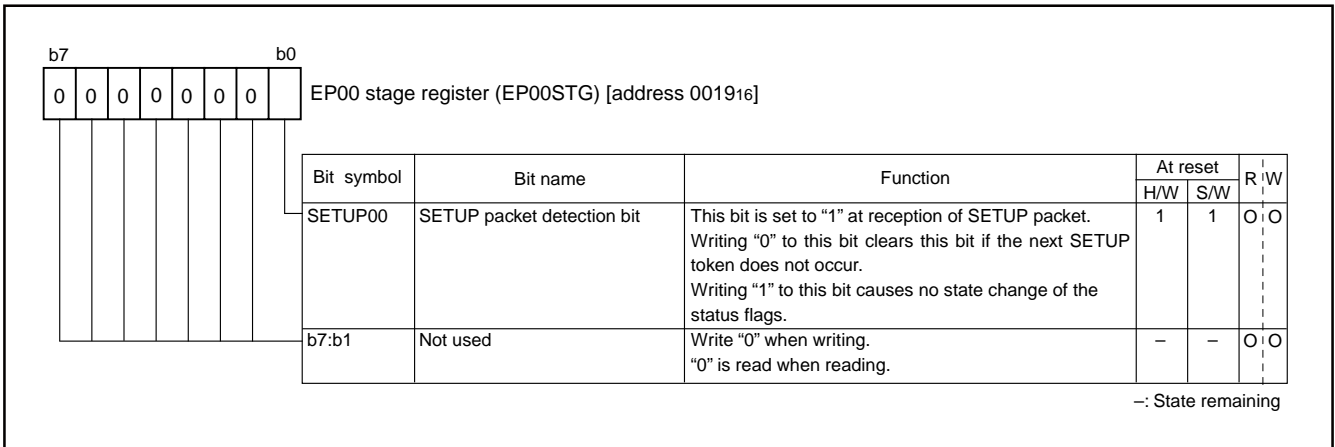 b7 b0
0 0 0 0 0 0 0
EP00 stage register (EP00STG) [address 001916]
Bit symbol Bit name Function At reset R W
H/W S/W
SETUP00 SETUP packet detection bit This bit is set to “1” at reception of SETUP packet. 1 1 O O
Writing “0” to this bit clears this bit if the next SETUP
token does not occur.
Writing “1” to this bit causes no state change of the
status flags.
b7:b1 Not used Write “0” when writing. – – O O
“0” is read when reading.
–: State remaining